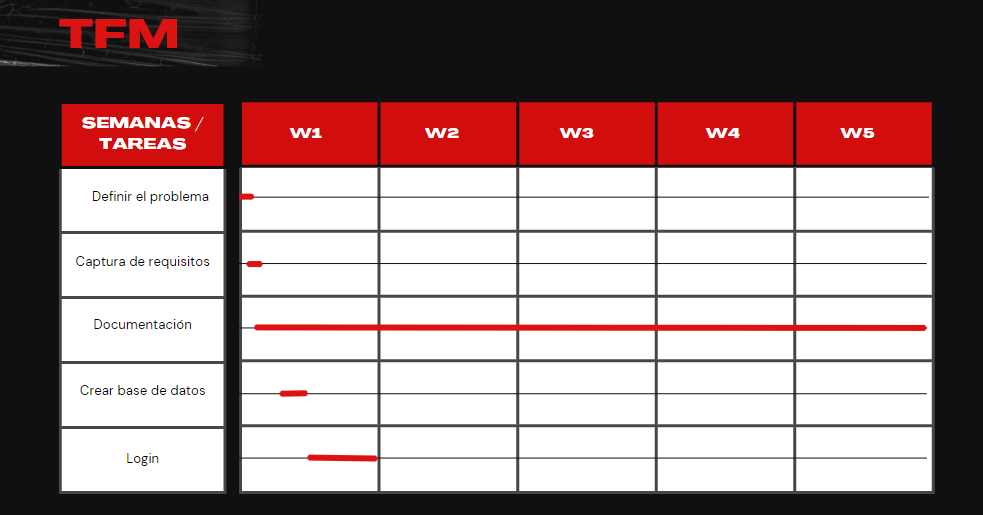 TFM
SEMANAS /
TAREAS
W1
W2
W3
W4
W5
Definir el problema
Captura de requisitos
Documentación
Crear base de datos
Login